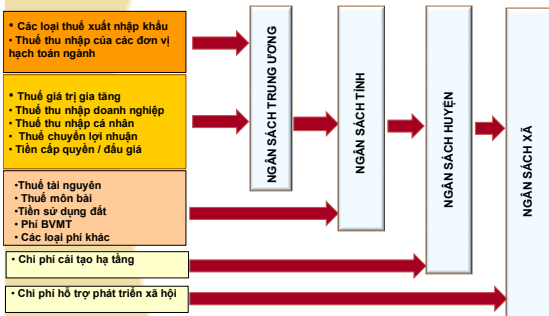 • Các loại thuế xuất nhập khẩu
• Thuế thu nhập của các đơn vị
hạch toán ngành
• Thuế giá trị gia tăng
• Thuế thu nhập doanh nghiệp
• Thuế thu nhập cá nhân
• Thuế chuyển lợi nhuận
• Tiền cấp quyền / đấu giá
•Thuế tài nguyên
• Thuế môn bài
•Tiền sử dụng đất
• Phí BVMT
• Các loại phí khác
• Chi phí cải tạo hạ tầng
• Chi phí hỗ trợ phát triển xã hội
NGÂN SÁCH TRUNG ƯƠNG
NGÂN SÁCH TỈNH
NGÂN SÁCH HUYỆN
NGÂN SÁCH XÃ